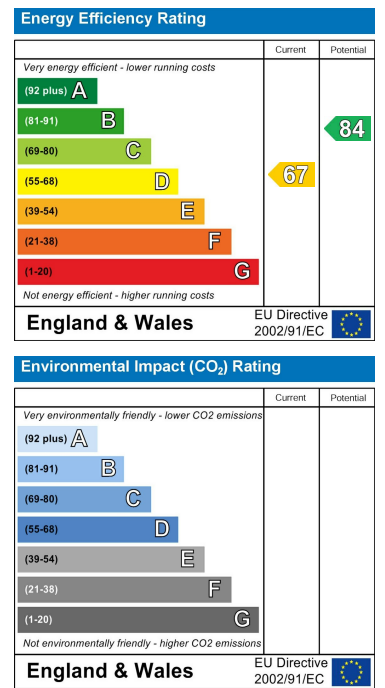 Energy Efficiency Rating
Current Potential
Very energy efficient - lower running costs
(92 plus) A
(81-91) B
(69-80) C
(55-68) D
(39-54) E
(21-38) F
(1-20) G
67
84
Not energy efficient - higher running costs
England & Wales
EU Directive
2002/91/EC
Environmental Impact (CO₂) Rating
Current Potential
Very environmentally friendly - lower CO2 emissions
(92 plus) A
(81-91) B
(69-80) C
(55-68) D
(39-54) E
(21-38) F
(1-20) G
Not environmentally friendly - higher CO2 emissions
England & Wales
EU Directive
2002/91/EC